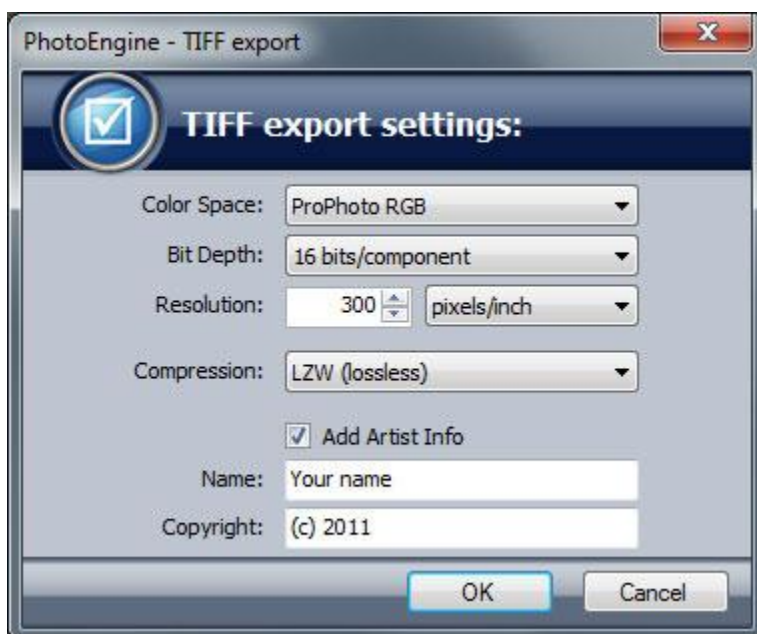 PhotoEngine - TIFF export
TIFF export settings:
Color Space: ProPhoto RGB
Bit Depth: 16 bits/component
Resolution: 300 pixels/inch
Compression: LZW (lossless)
Add Artist Info
Name: Your name
Copyright: (c) 2011
OK Cancel